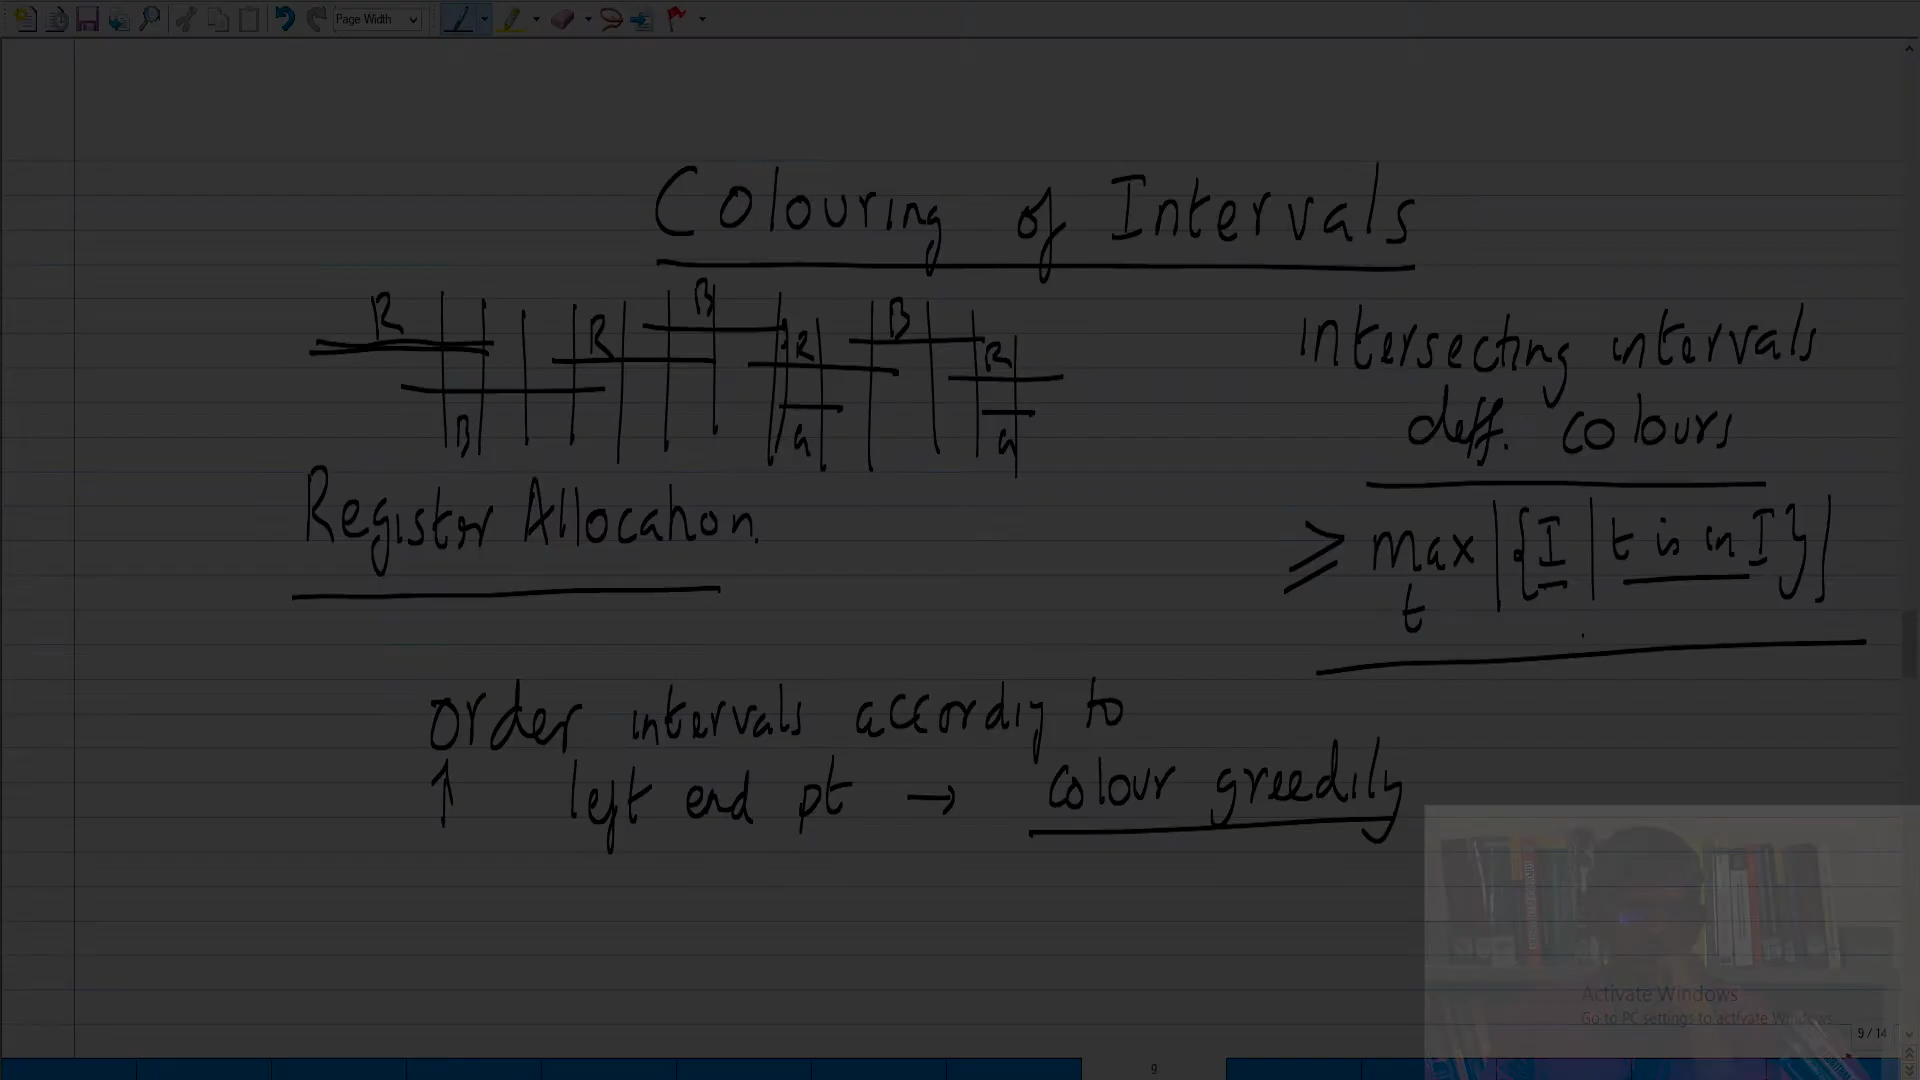 Page Width
Colouring of Intervals
R
R
B
R
B
R
B
G
G
Intersecting intervals
diff. colours
Register Allocation.
≥ max |{I | t is in I}|
t
Order intervals accordig to
↑ left end pt → colour greedily
Activate Windows
Go to PC settings to activate Windows.
9 / 14
9